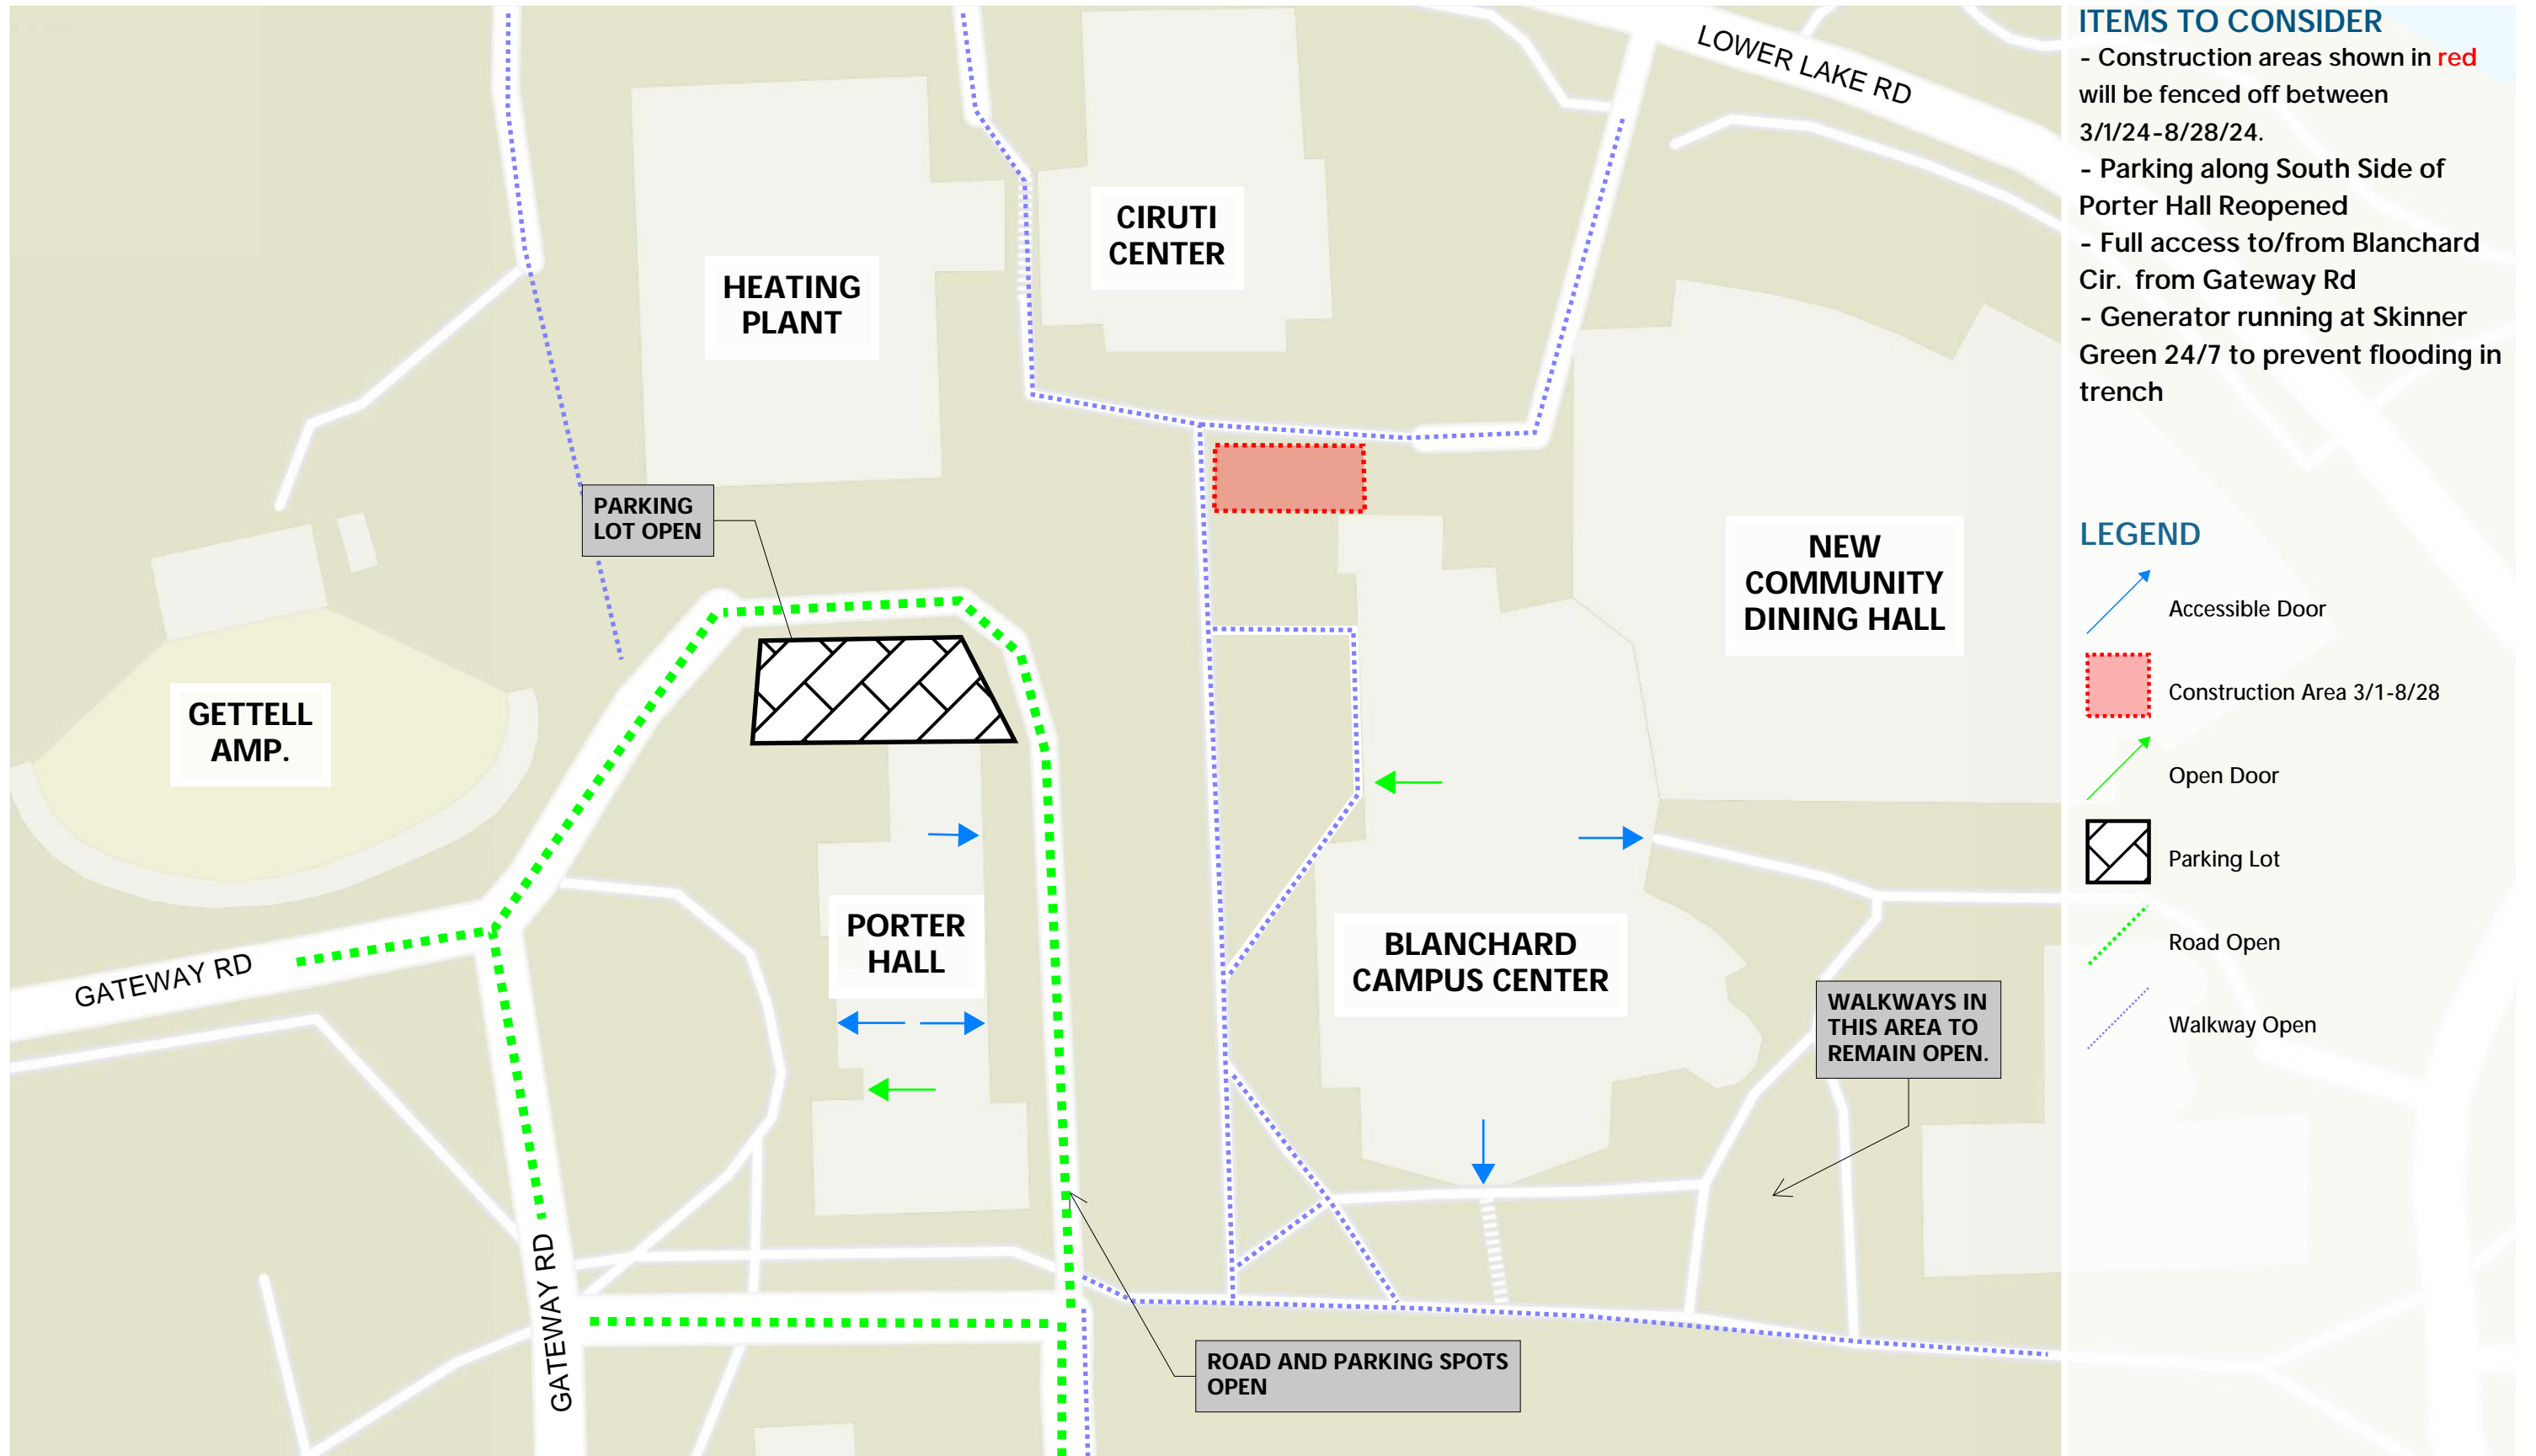 LOWER LAKE RD
CIRUTI
CENTER
HEATING
PLANT
PARKING
LOT OPEN
NEW
COMMUNITY
DINING HALL
GETTELL
AMP.
PORTER
HALL
BLANCHARD
CAMPUS CENTER
GATEWAY RD
WALKWAYS IN
THIS AREA TO
REMAIN OPEN.
GATEWAY RD
ROAD AND PARKING SPOTS
OPEN
ITEMS TO CONSIDER
- Construction areas shown in red
will be fenced off between
3/1/24-8/28/24.
- Parking along South Side of
Porter Hall Reopened
- Full access to/from Blanchard
Cir. from Gateway Rd
- Generator running at Skinner
Green 24/7 to prevent flooding in
trench
LEGEND
Accessible Door
Construction Area 3/1-8/28
Open Door
Parking Lot
Road Open
Walkway Open